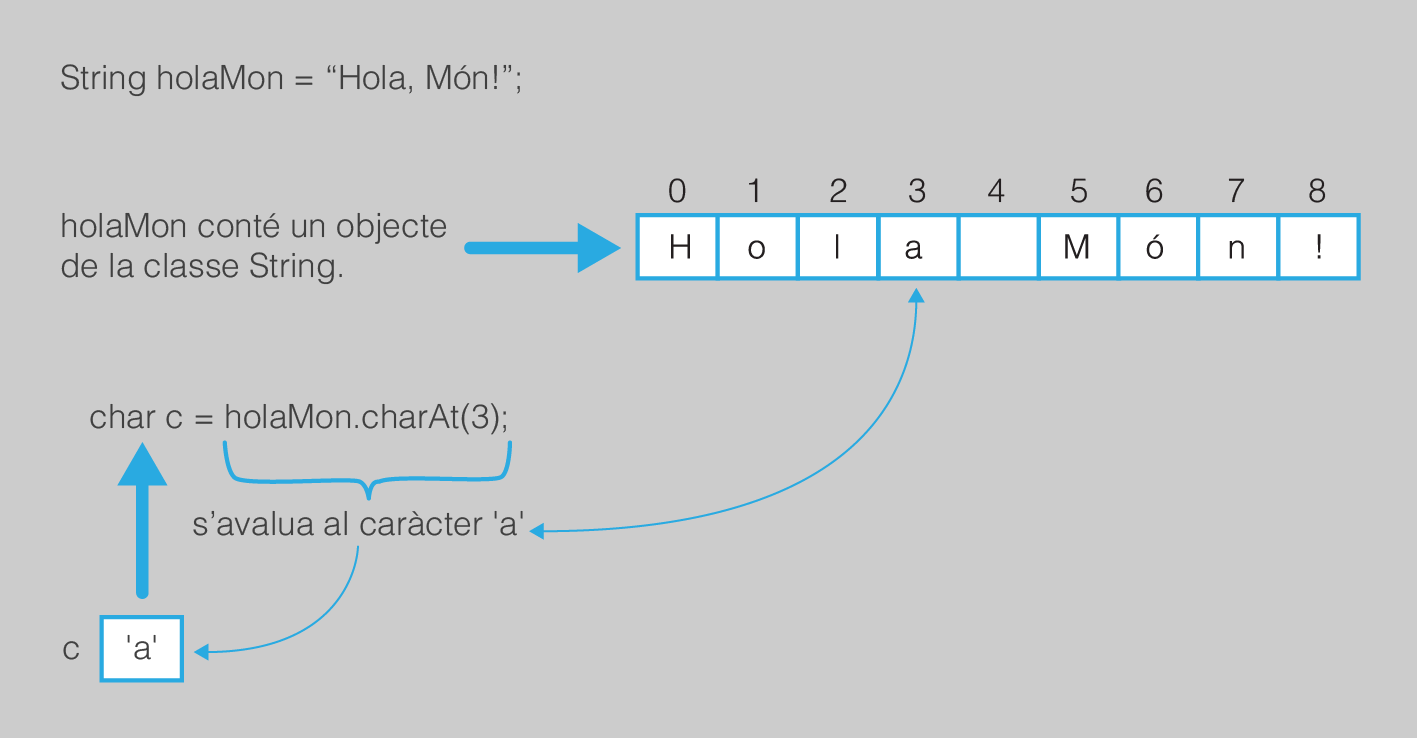 String holaMon = “Hola, Món!”;
0 1 2 3 4 5 6 7 8
holaMon conté un objecte
de la classe String.
H o l a M ó n !
char c = holaMon.charAt(3);
s’avalua al caràcter 'a'
c 'a'